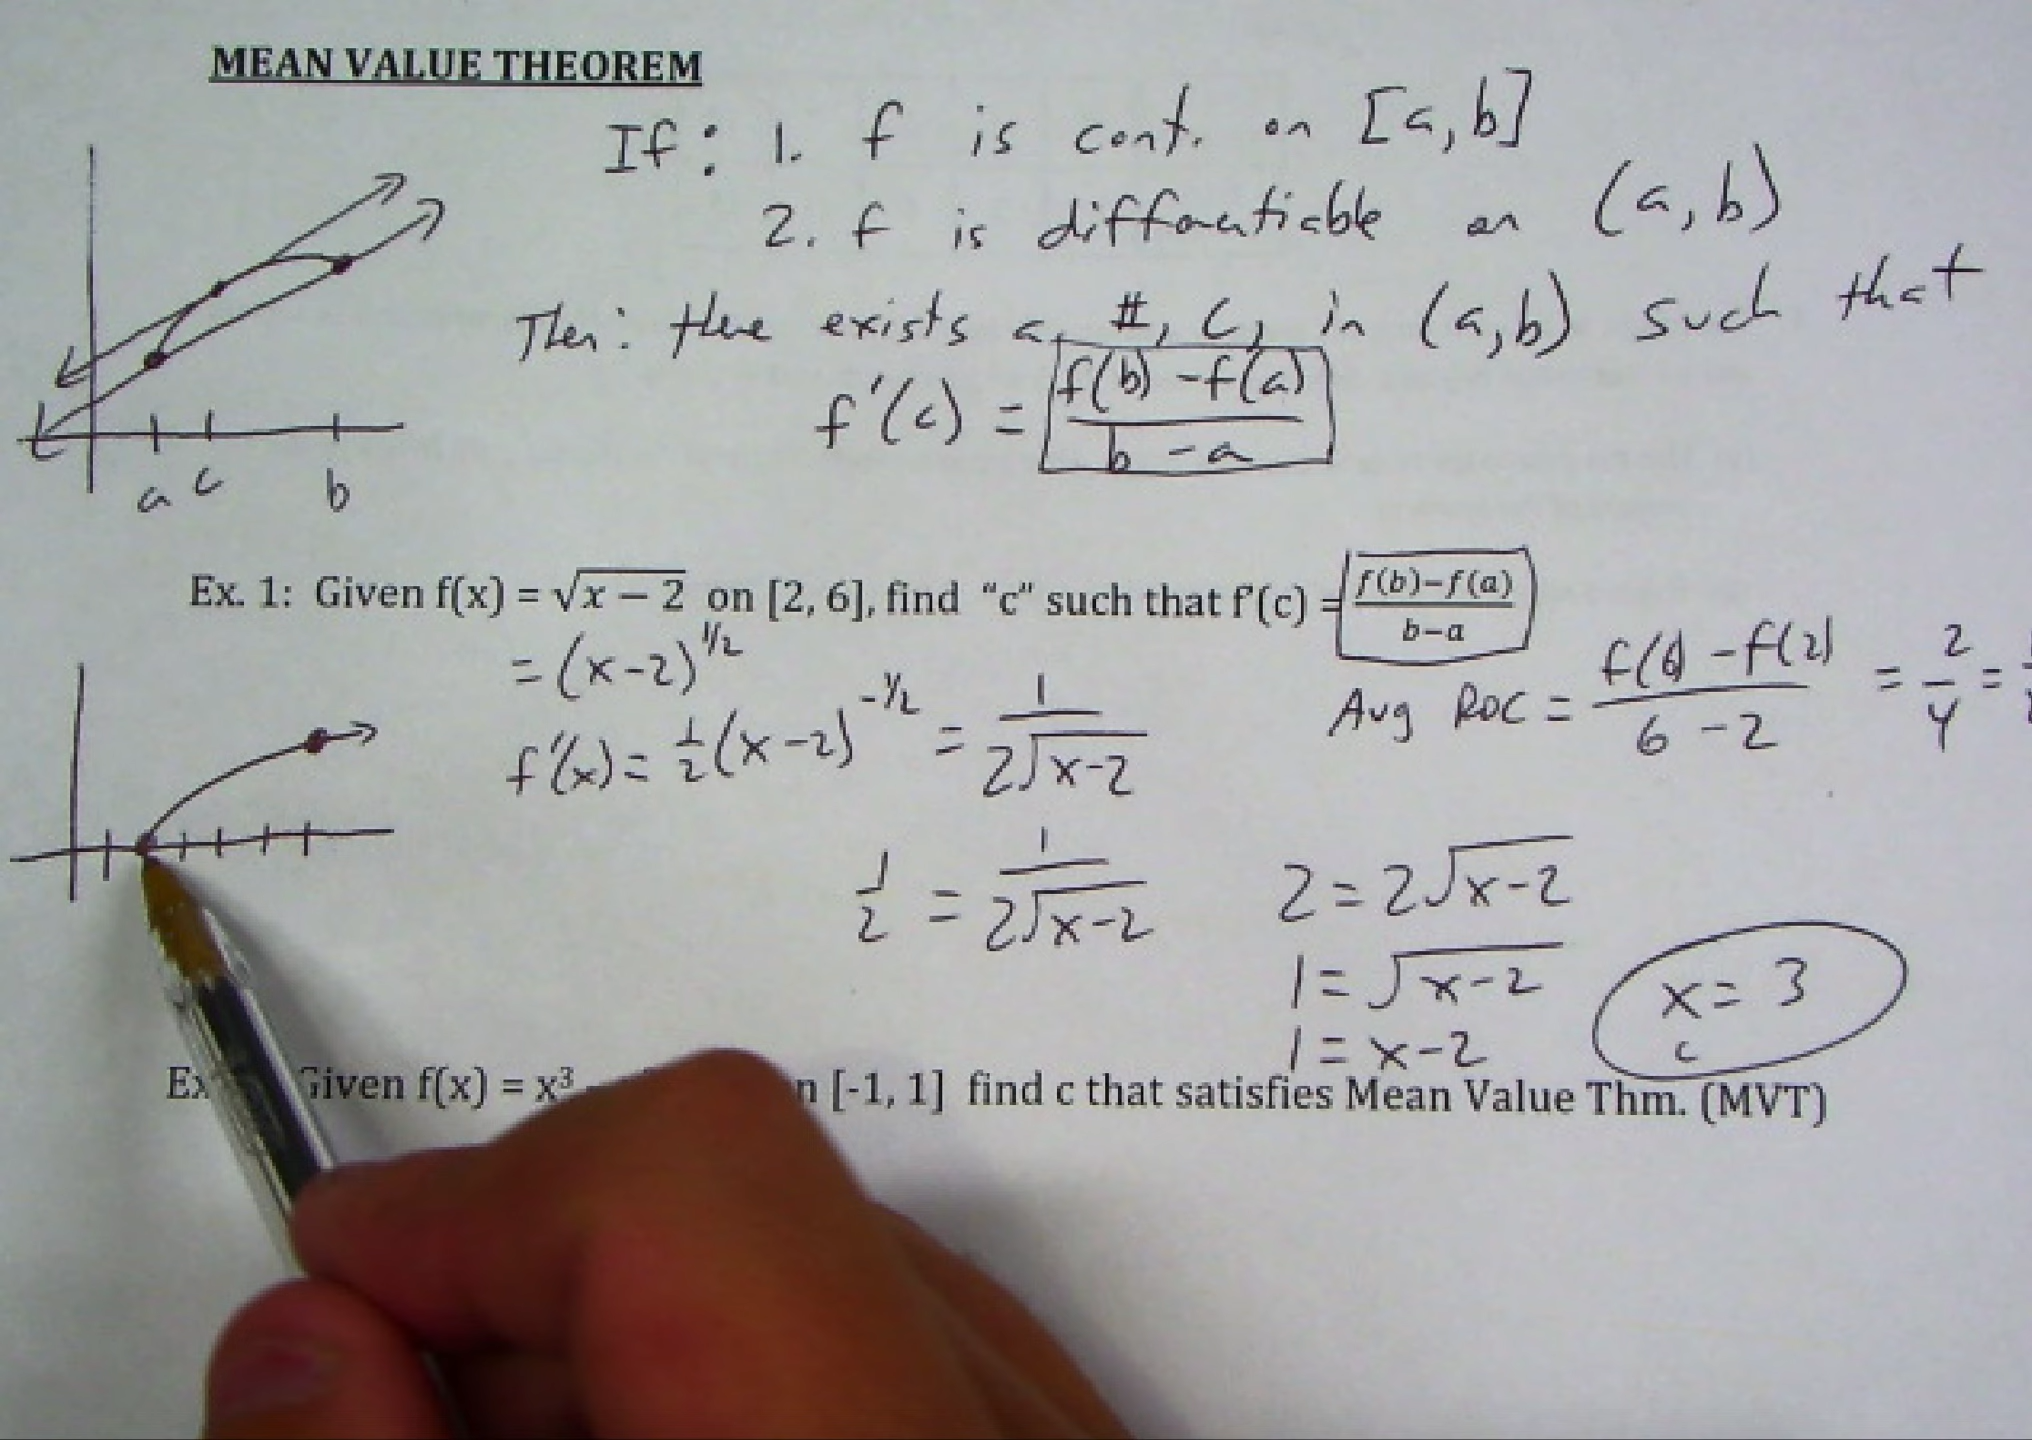 MEAN VALUE THEOREM
If: 1. f is cont. on [a,b]
2. f is differentiable on (a,b)
Then: there exists a #, c, in (a,b) such that
f'(c) = f(b) - f(a) / b - a
a c b
Ex. 1: Given f(x) = √x − 2 on [2, 6], find “c” such that f'(c) = f(b)−f(a) / b−a
= (x-2)^1/2
f'(x) = 1/2 (x-2)^-1/2 = 1 / 2√x-2
Avg ROC = f(6) - f(2) / 6 - 2 = 2/4 =
1/2 = 1 / 2√x-2
2 = 2√x-2
1 = √x-2
1 = x-2
x = 3
c
Given f(x) = x³ [-1, 1] find c that satisfies Mean Value Thm. (MVT)